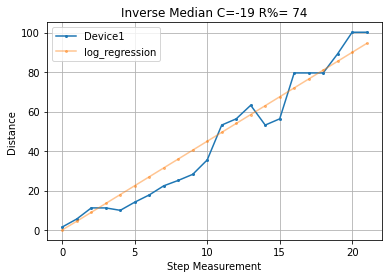 Inverse Median C=-19 R%= 74
Device1
log_regression
Distance
100
80
60
40
20
0
0
5
10
15
20
Step Measurement